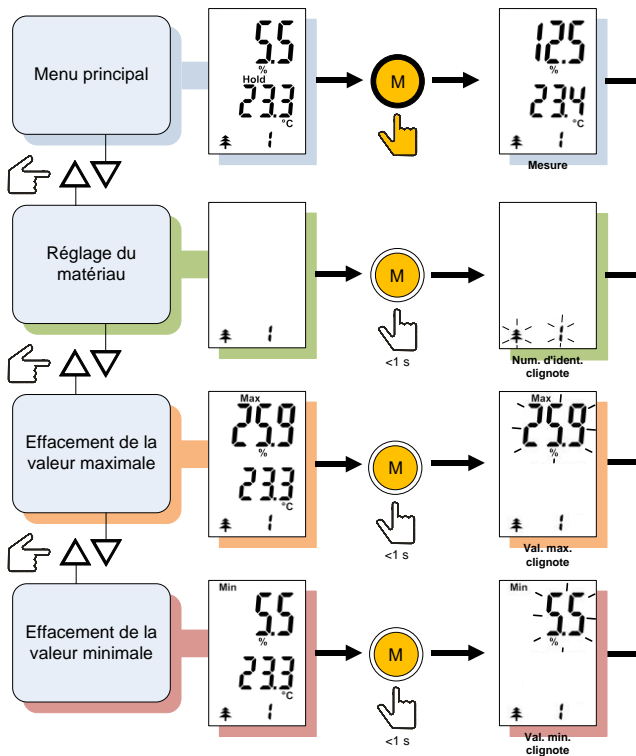 Menu principal
5.5
%
Hold
23.3
°C
1
M
12.5
%
23.4
°C
1
Mesure
Réglage du
matériau
1
M
<1 s
1
Num. d'ident.
clignote
Effacement de la
valeur maximale
Max
25.9
%
23.3
°C
1
M
<1 s
Max
25.9
%
1
Val. max.
clignote
Effacement de la
valeur minimale
Min
5.5
%
23.3
°C
1
M
<1 s
Min
5.5
%
1
Val. min.
clignote